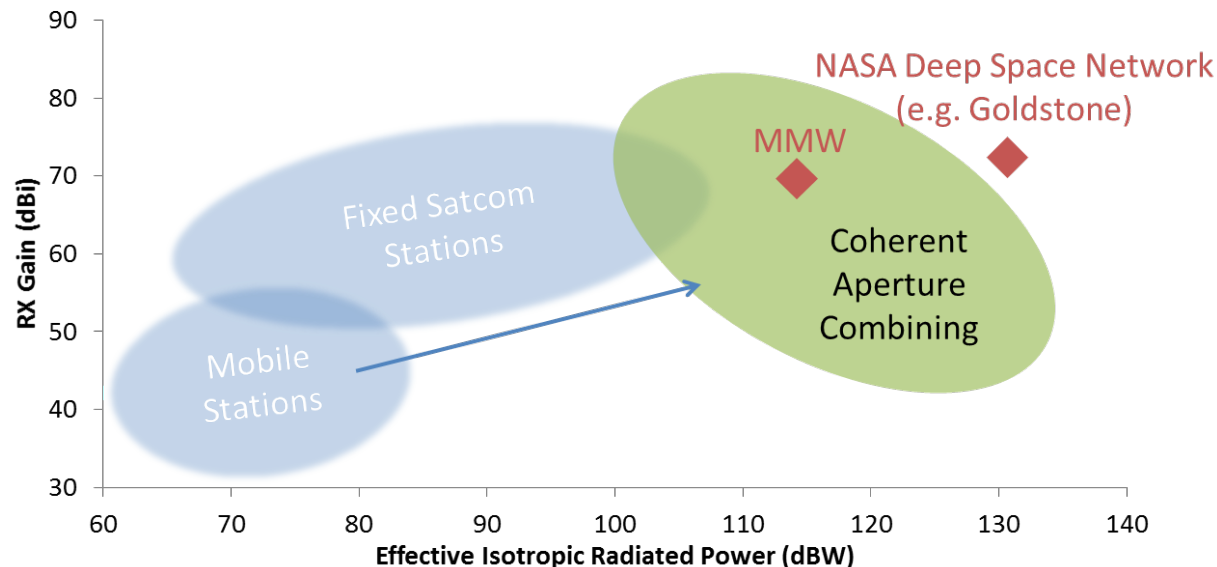 90
80
70
60
50
40
30
RX Gain (dBi)
NASA Deep Space Network
(e.g. Goldstone)
MMW
Fixed Satcom
Stations
Coherent
Aperture
Combining
Mobile
Stations
60 70 80 90 100 110 120 130 140
Effective Isotropic Radiated Power (dBW)